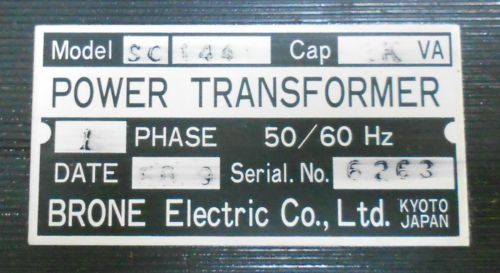 Model SC Cap VA
POWER TRANSFORMER
1 PHASE 50/60 Hz
DATE Serial. No. 6263
BRONE Electric Co., Ltd. KYOTO JAPAN